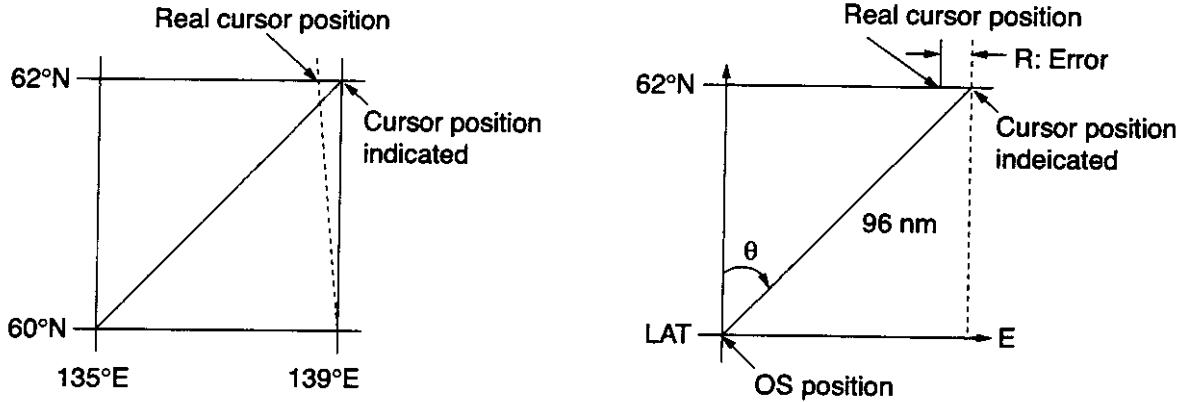 Real cursor position
62°N
Cursor position
indicated
60°N
135°E
139°E
Real cursor position
R: Error
62°N
Cursor position
indeicated
96 nm
θ
LAT
E
OS position